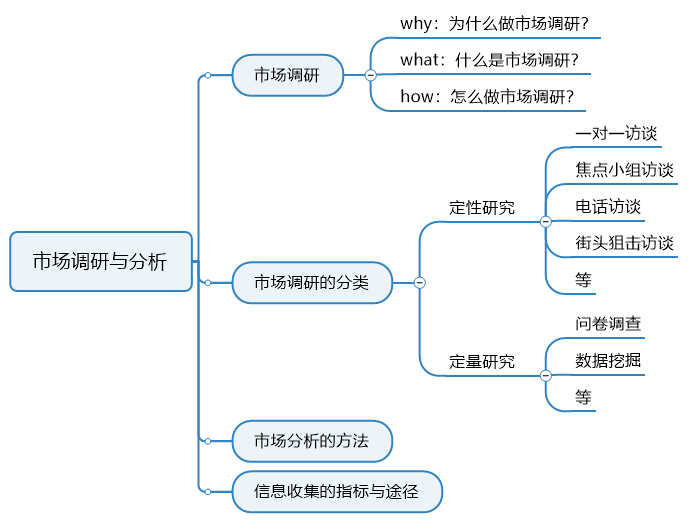 市场调研与分析
市场调研
why：为什么做市场调研？
what：什么是市场调研？
how：怎么做市场调研？
市场调研的分类
定性研究
一对一访谈
焦点小组访谈
电话访谈
街头狙击访谈
等
定量研究
问卷调查
数据挖掘
等
市场分析的方法
信息收集的指标与途径